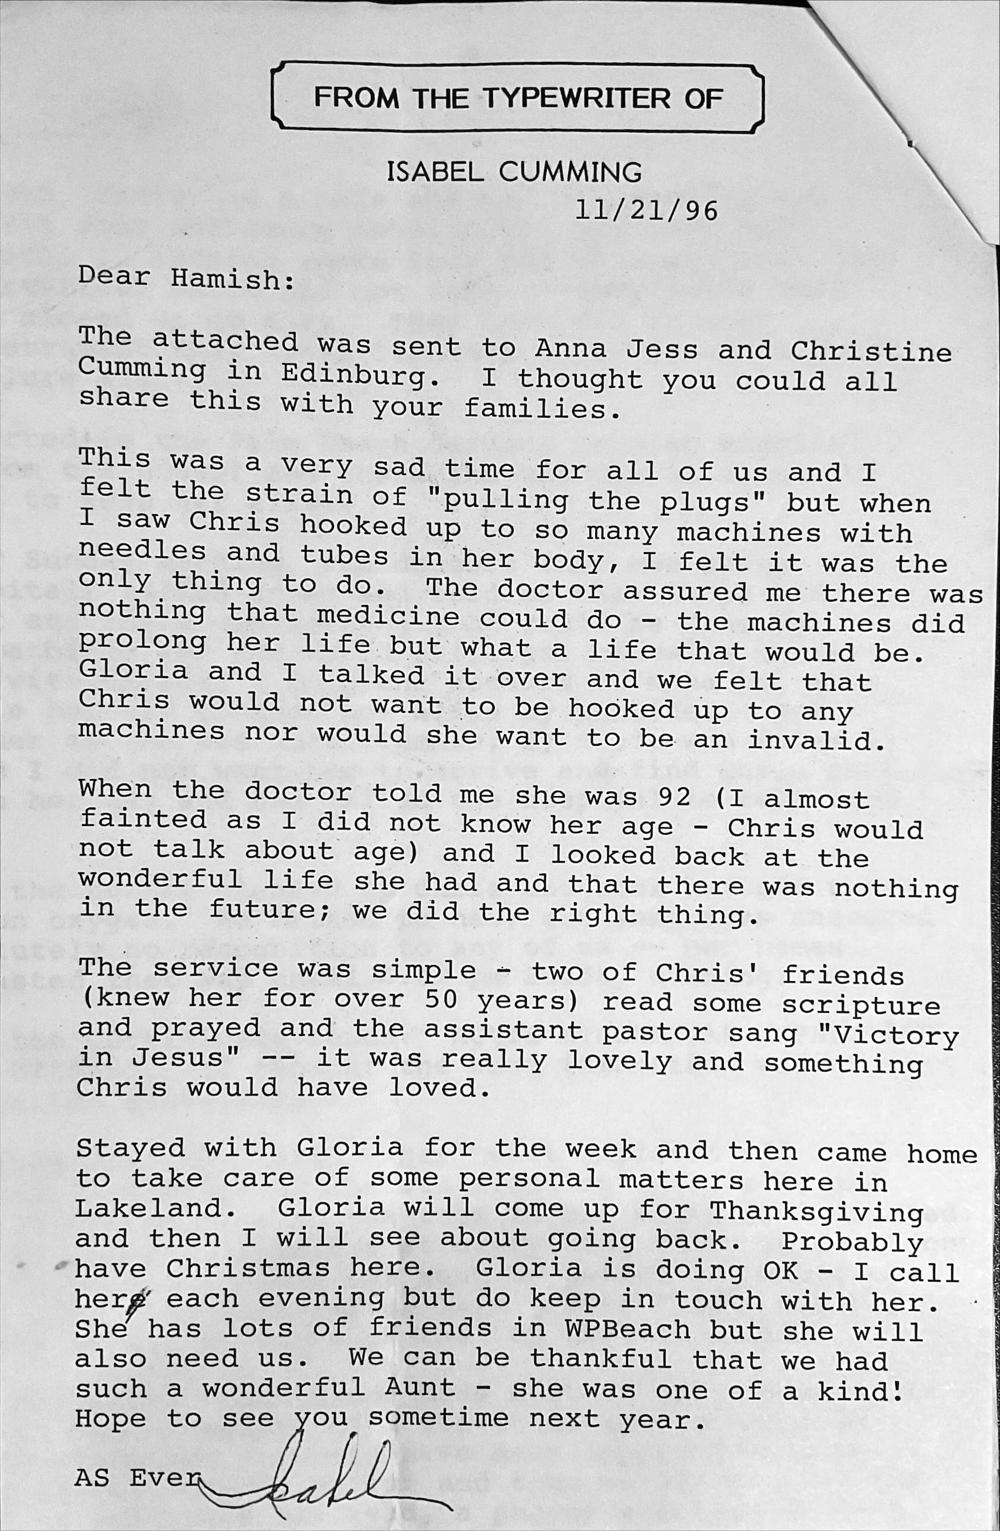 FROM THE TYPEWRITER OF
ISABEL CUMMING
11/21/96
Dear Hamish:
The attached was sent to Anna Jess and Christine
Cumming in Edinburg.  I thought you could all
share this with your families.
This was a very sad time for all of us and I
felt the strain of "pulling the plugs" but when
I saw Chris hooked up to so many machines with
needles and tubes in her body, I felt it was the
only thing to do.  The doctor assured me there was
nothing that medicine could do - the machines did
prolong her life but what a life that would be.
Gloria and I talked it over and we felt that
Chris would not want to be hooked up to any
machines nor would she want to be an invalid.
When the doctor told me she was 92 (I almost
fainted as I did not know her age - Chris would
not talk about age) and I looked back at the
wonderful life she had and that there was nothing
in the future; we did the right thing.
The service was simple - two of Chris' friends
(knew her for over 50 years) read some scripture
and prayed and the assistant pastor sang "Victory
in Jesus" -- it was really lovely and something
Chris would have loved.
Stayed with Gloria for the week and then came home
to take care of some personal matters here in
Lakeland.  Gloria will come up for Thanksgiving
and then I will see about going back.  Probably
have Christmas here.  Gloria is doing OK - I call
her each evening but do keep in touch with her.
She has lots of friends in WPBeach but she will
also need us.  We can be thankful that we had
such a wonderful Aunt - she was one of a kind!
Hope to see you sometime next year.
AS Ever Isabel